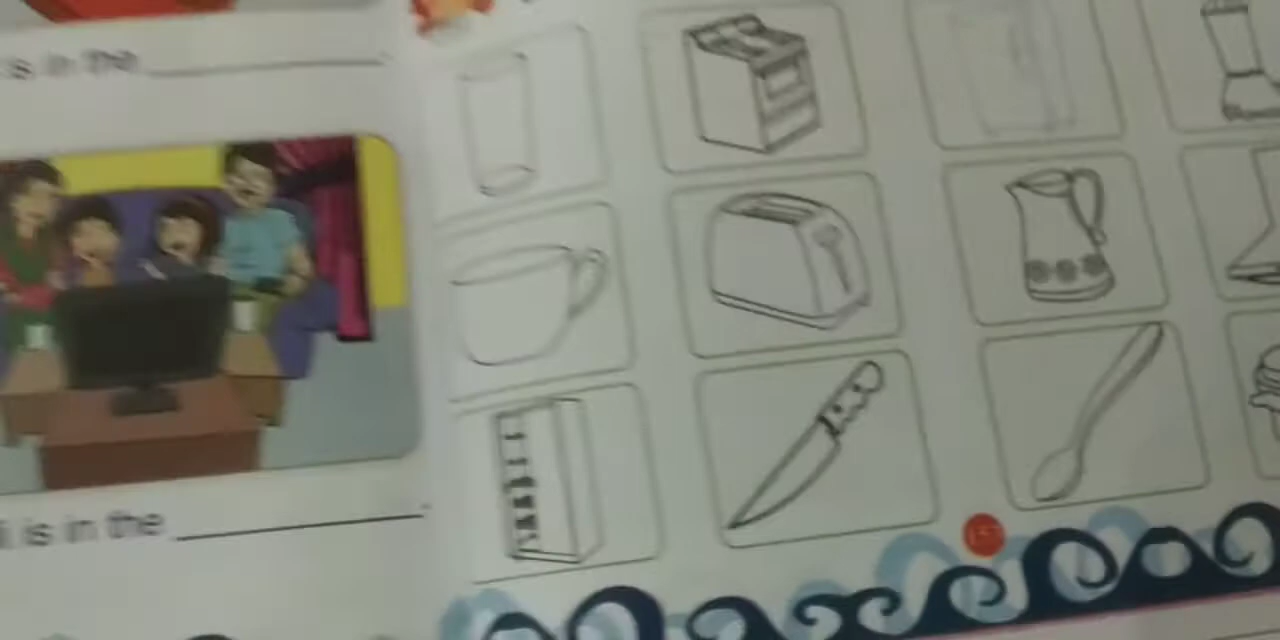 is in the
is in the